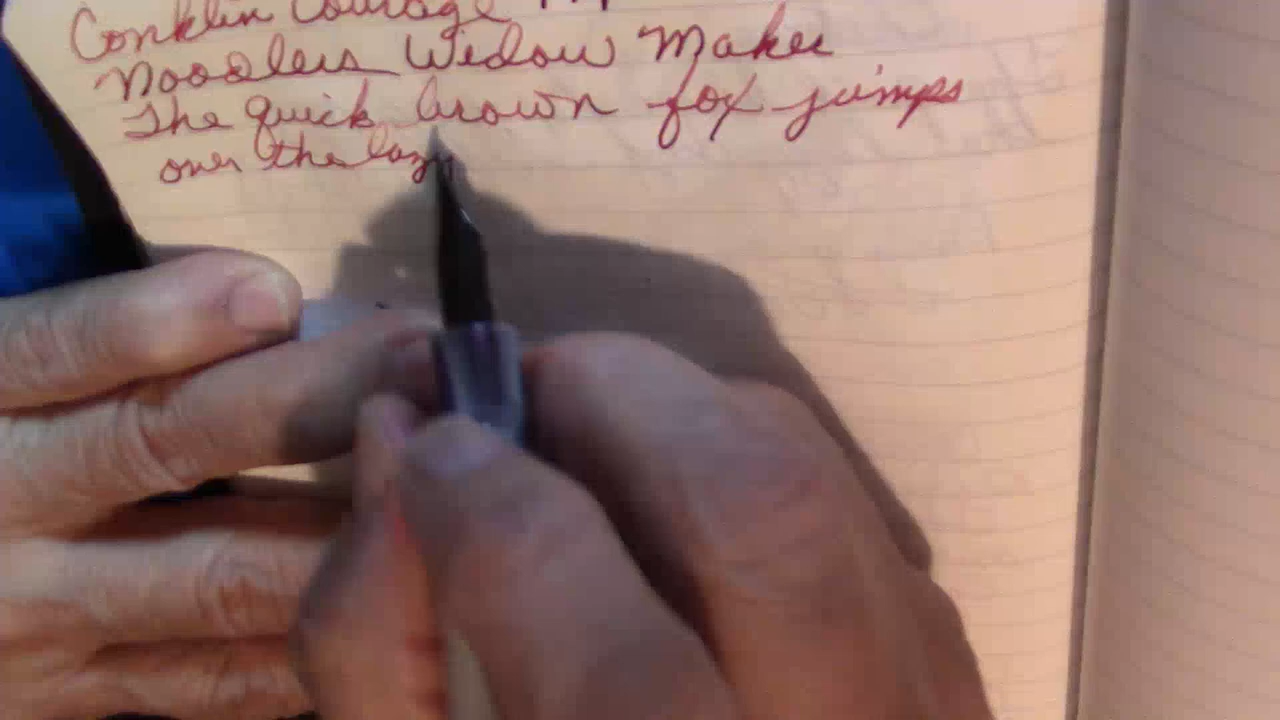 Conklin Courage
Noodlers Widow Maker
The quick brown fox jumps
over the lazy